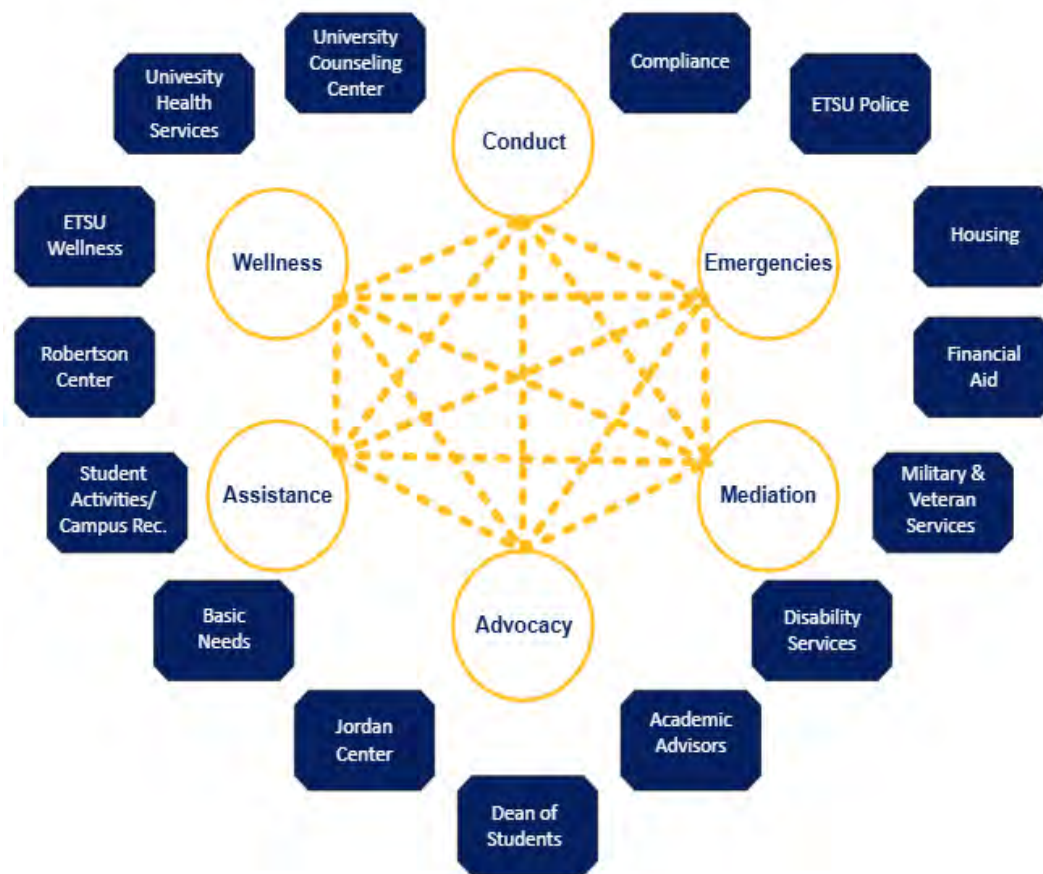 University
Counseling
Center
Compliance
Univesity
Health
Services
ETSU Police
Conduct
ETSU
Wellness
Wellness
Emergencies
Housing
Robertson
Center
Financial
Aid
Student
Activities/
Campus Rec.
Assistance
Mediation
Military &
Veteran
Services
Basic
Needs
Advocacy
Disability
Services
Jordan
Center
Academic
Advisors
Dean of
Students